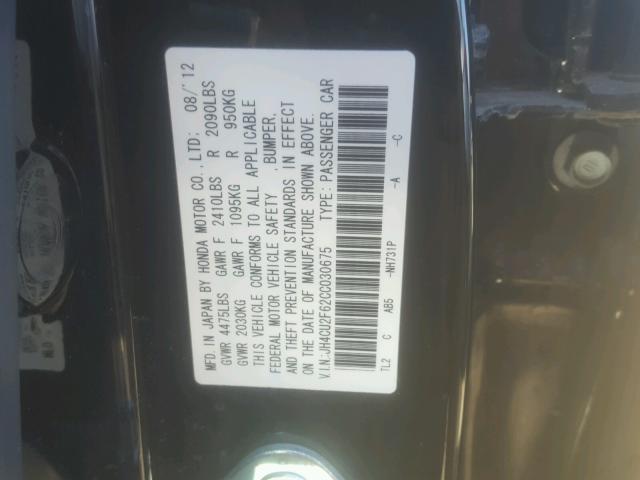 MFD. IN JAPAN BY HONDA MOTOR CO., LTD; 08/'12
GVWR 4475LBS GAWR F 2410LBS R 2090LBS
GVWR 2030KG GAWR F 1095KG R 950KG
THIS VEHICLE CONFORMS TO ALL APPLICABLE
FEDERAL MOTOR VEHICLE SAFETY , BUMPER,
AND THEFT PREVENTION STANDARDS IN EFFECT
ON THE DATE OF MANUFACTURE SHOWN ABOVE.
V.I.N:JH4CU2F62CC030675 TYPE:PASSENGER CAR
TL2 C AB5 -NH731P -A -C